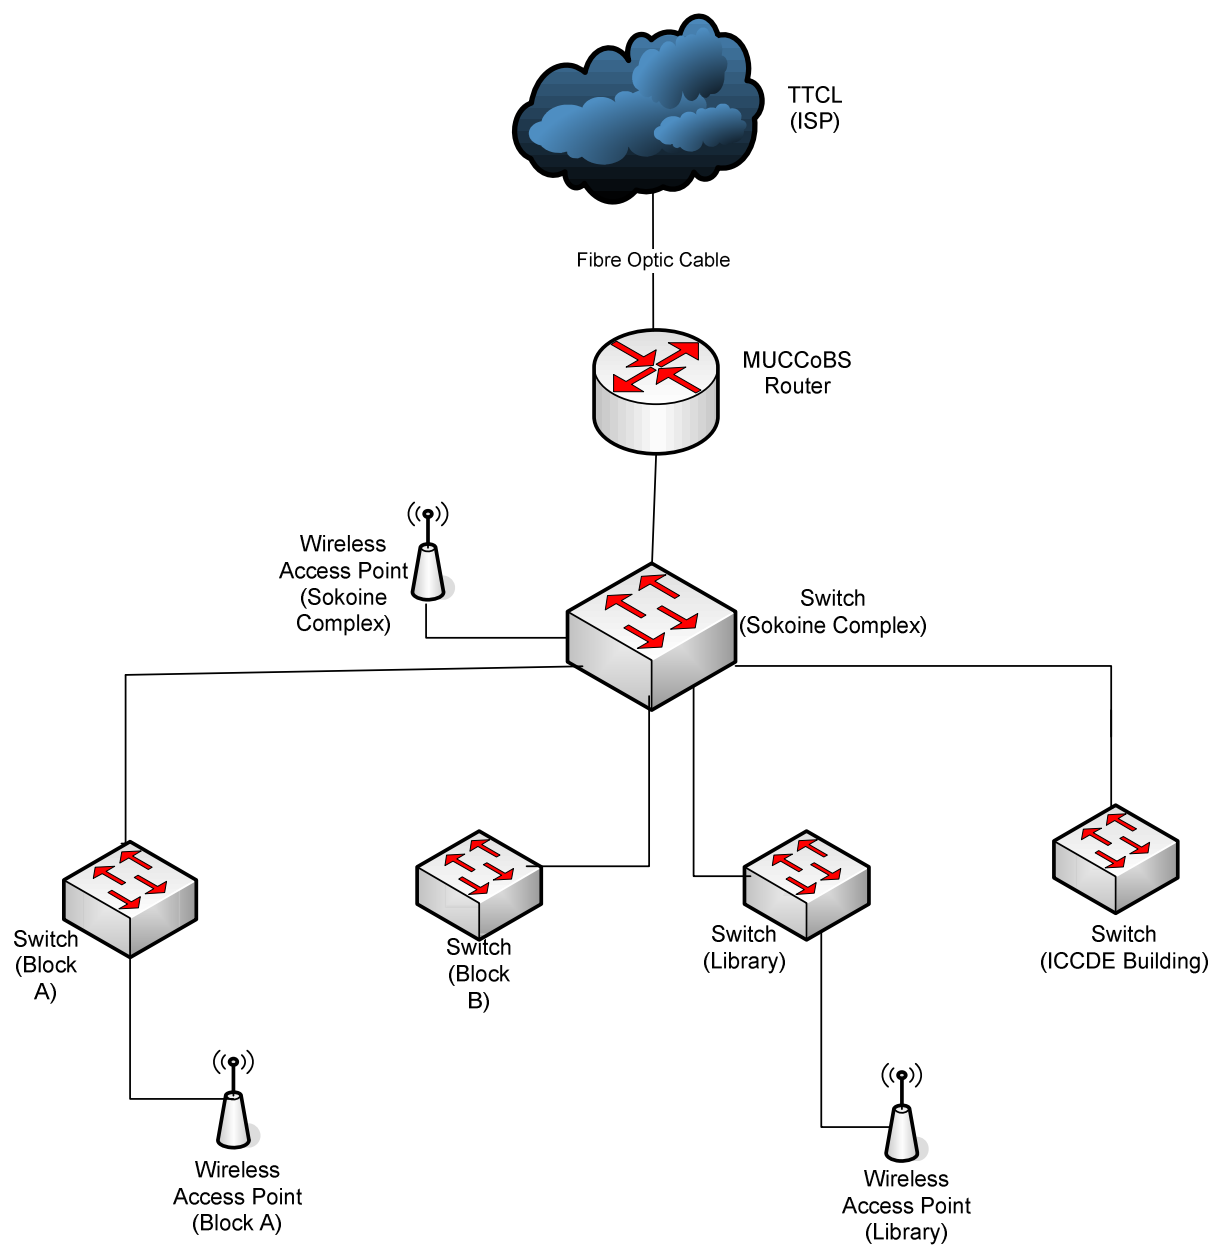 TTCL
(ISP)
Fibre Optic Cable
MUCCoBS
Router
Wireless
Access Point
(Sokoine
Complex)
Switch
(Sokoine Complex)
Switch
(Block
A)
Switch
(Block
B)
Switch
(Library)
Switch
(ICCDE Building)
Wireless
Access Point
(Block A)
Wireless
Access Point
(Library)